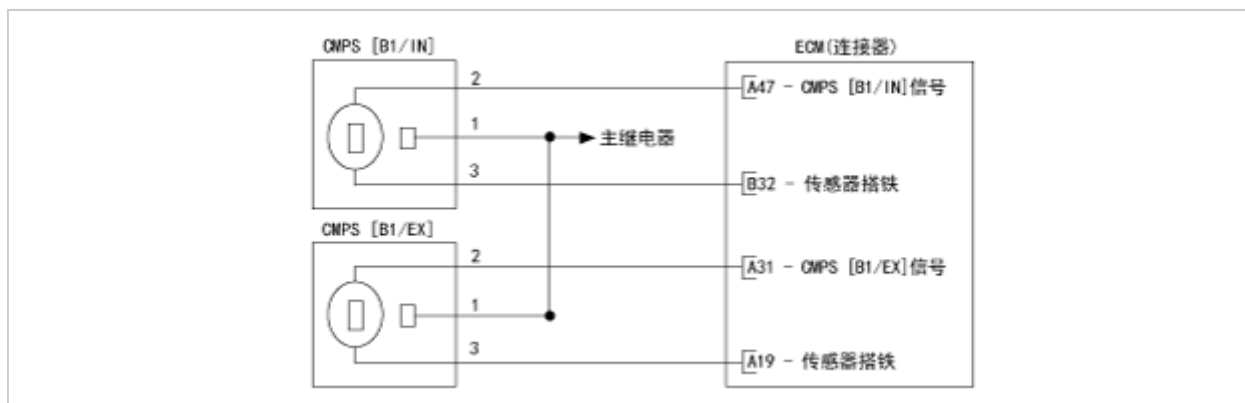 CMPS [B1/IN]
ECM(连接器)
2
A47 - CMPS [B1/IN]信号
1
主继电器
3
B32 - 传感器搭铁
CMPS [B1/EX]
2
A31 - CMPS [B1/EX]信号
1
3
A19 - 传感器搭铁